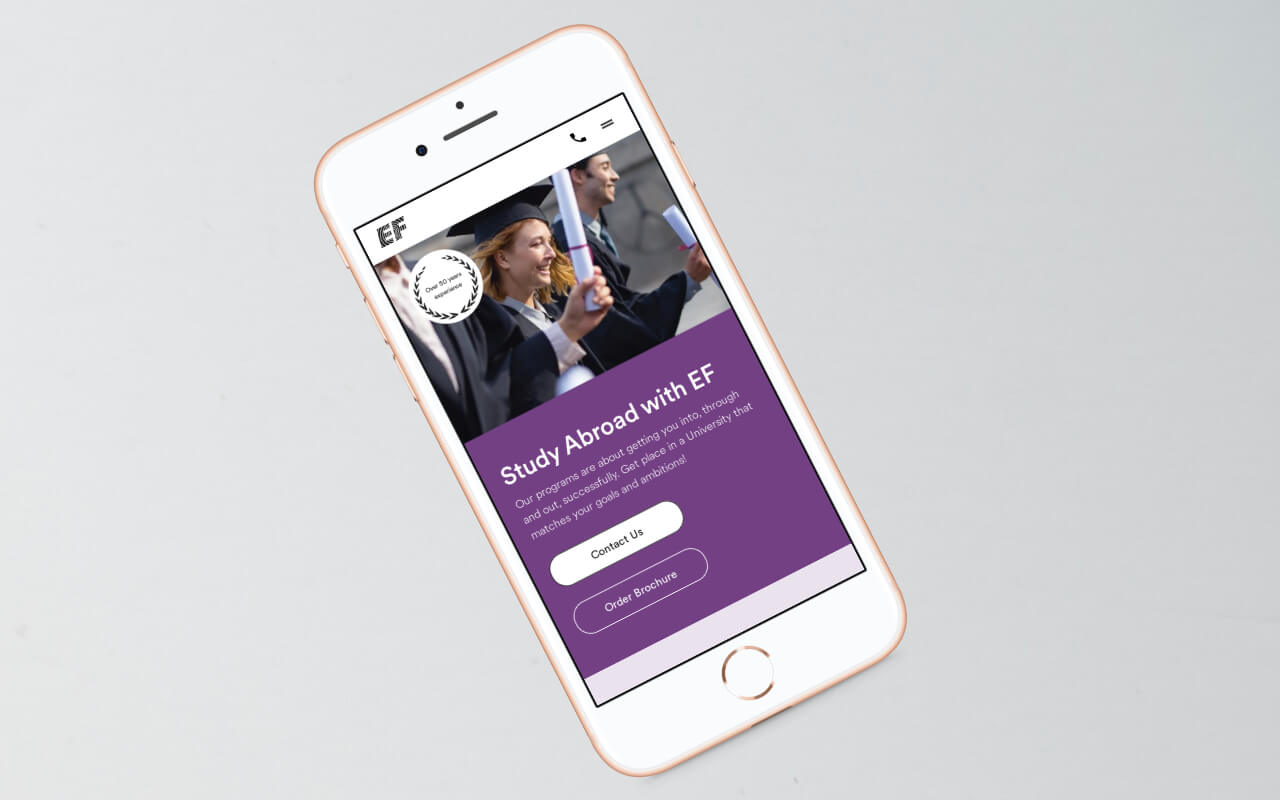 EF
Over 50 years
experience
Study Abroad with EF
Our programs are about getting you into, through
and out, successfully. Get place in a University that
matches your goals and ambitions!
Contact Us
Order Brochure